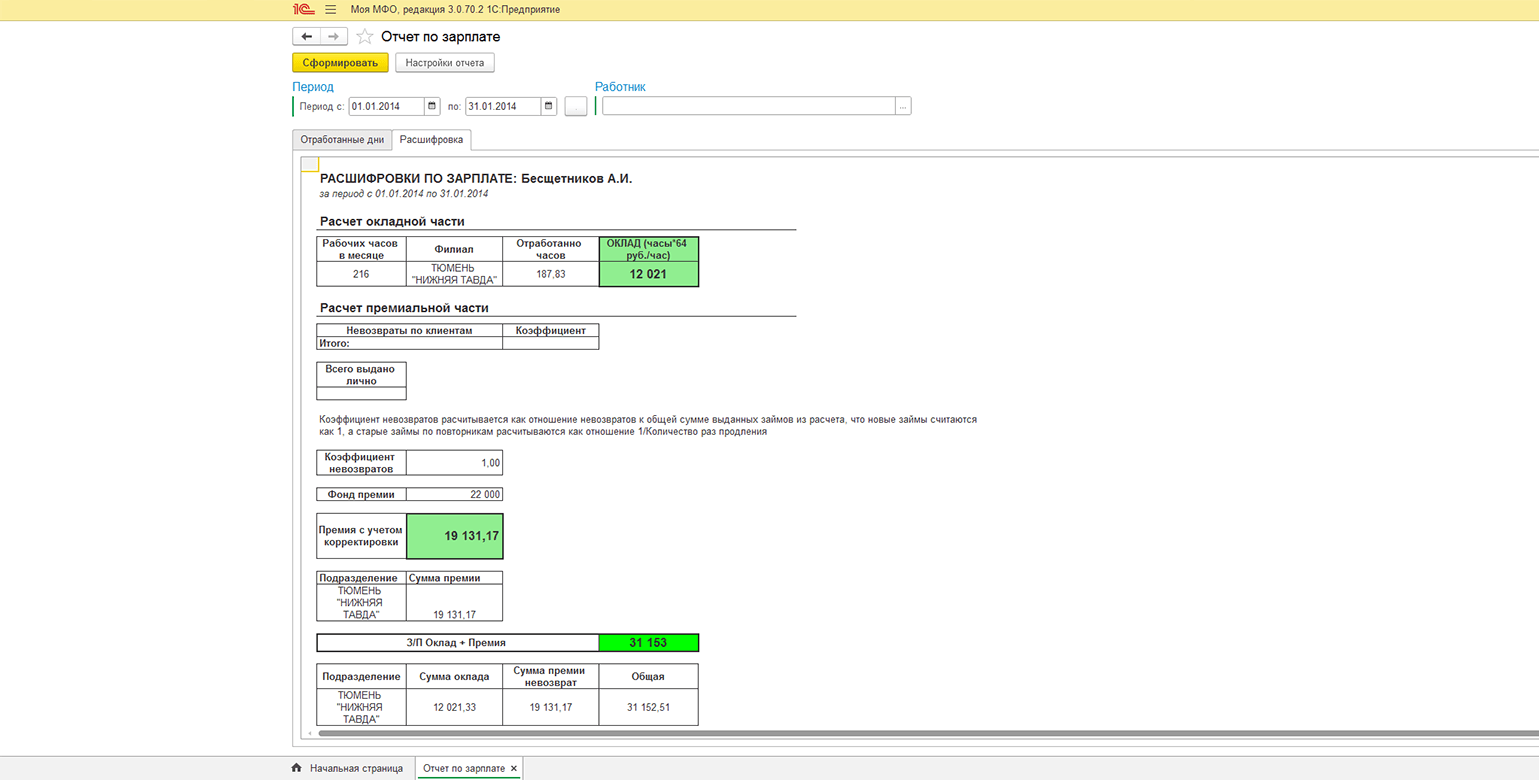 1С Моя МФО, редакция 3.0.70.2 1С:Предприятие
Отчет по зарплате
Сформировать Настройки отчета
Период Работник
Период с: 01.01.2014 по: 31.01.2014 ... ...
Отработанные дни Расшифровка
РАСШИФРОВКИ ПО ЗАРПЛАТЕ: Бесщетников А.И.
за период с 01.01.2014 по 31.01.2014
Расчет окладной части
Рабочих часов в месяце Филиал Отработанно часов ОКЛАД (часы*64 руб./час)
216 ТЮМЕНЬ "НИЖНЯЯ ТАВДА" 187,83 12 021
Расчет премиальной части
Невозвраты по клиентам Коэффициент
Итого:
Всего выдано
лично
Коэффициент невозвратов расчитывается как отношение невозвратов к общей сумме выданных займов из расчета, что новые займы считаются
как 1, а старые займы по повторникам расчитываются как отношение 1/Количество раз продления
Коэффициент невозвратов 1,00
Фонд премии 22 000
Премия с учетом корректировки 19 131,17
Подразделение Сумма премии
ТЮМЕНЬ "НИЖНЯЯ ТАВДА" 19 131,17
З/П Оклад + Премия 31 153
Подразделение Сумма оклада Сумма премии невозврат Общая
ТЮМЕНЬ "НИЖНЯЯ ТАВДА" 12 021,33 19 131,17 31 152,51
Начальная страница Отчет по зарплате ×